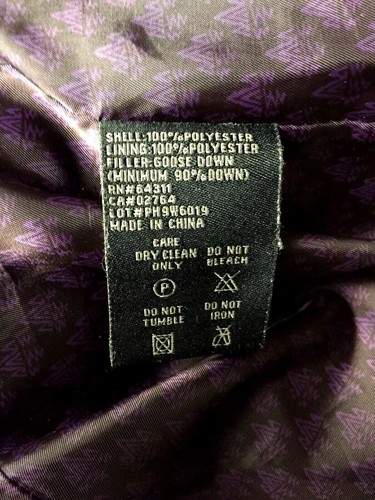 SHELL:100%POLYESTER
LINING:100%POLYESTER
FILLER:GOOSE DOWN
(MINIMUM 90%DOWN)
RN#64311
CA#02764
LOT#PH9W6019
MADE IN CHINA
CARE
DRY CLEAN
ONLY
DO NOT
BLEACH
P
DO NOT
TUMBLE
DO NOT
IRON